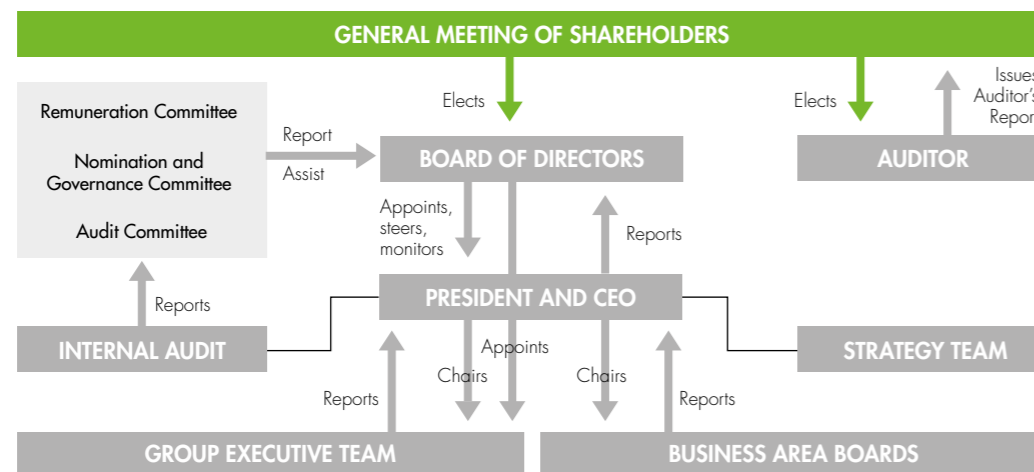 GENERAL MEETING OF SHAREHOLDERS
Elects
Elects
Issues
Auditor's
Report
Remuneration Committee
Nomination and
Governance Committee
Audit Committee
Report
Assist
BOARD OF DIRECTORS
AUDITOR
Appoints,
steers,
monitors
Reports
Reports
PRESIDENT AND CEO
INTERNAL AUDIT
STRATEGY TEAM
Appoints
Chairs
Chairs
Reports
Reports
GROUP EXECUTIVE TEAM
BUSINESS AREA BOARDS